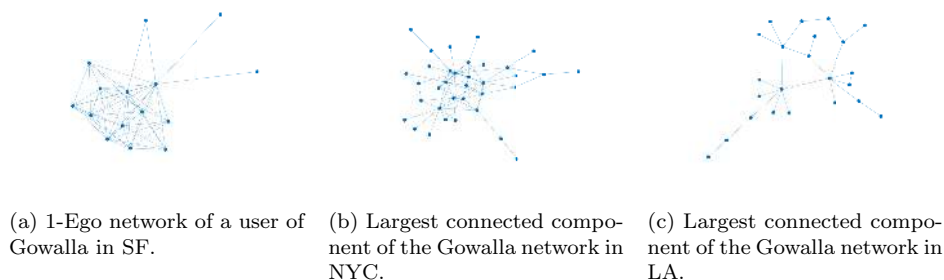 (a) 1-Ego network of a user of
Gowalla in SF.
(b) Largest connected compo-
nent of the Gowalla network in
NYC.
(c) Largest connected compo-
nent of the Gowalla network in
LA.